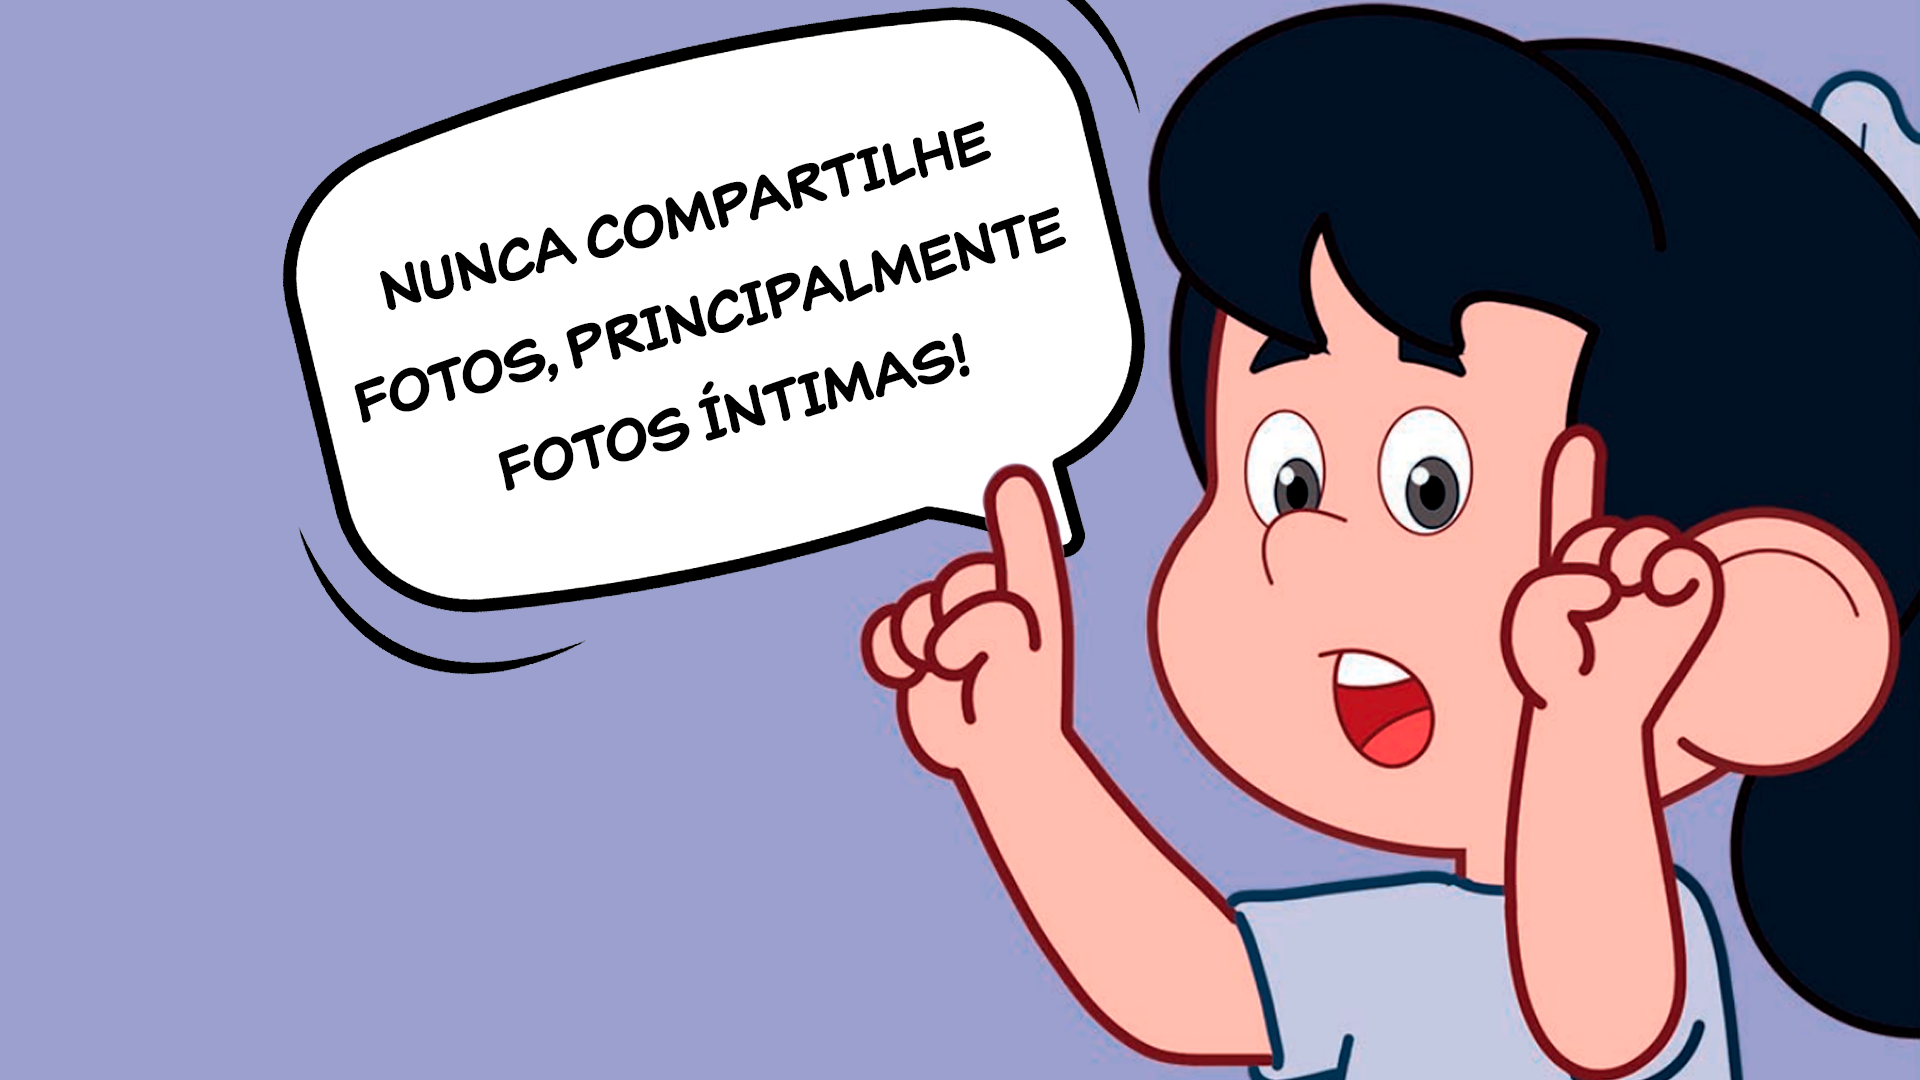 NUNCA COMPARTILHE
FOTOS, PRINCIPALMENTE
FOTOS ÍNTIMAS!